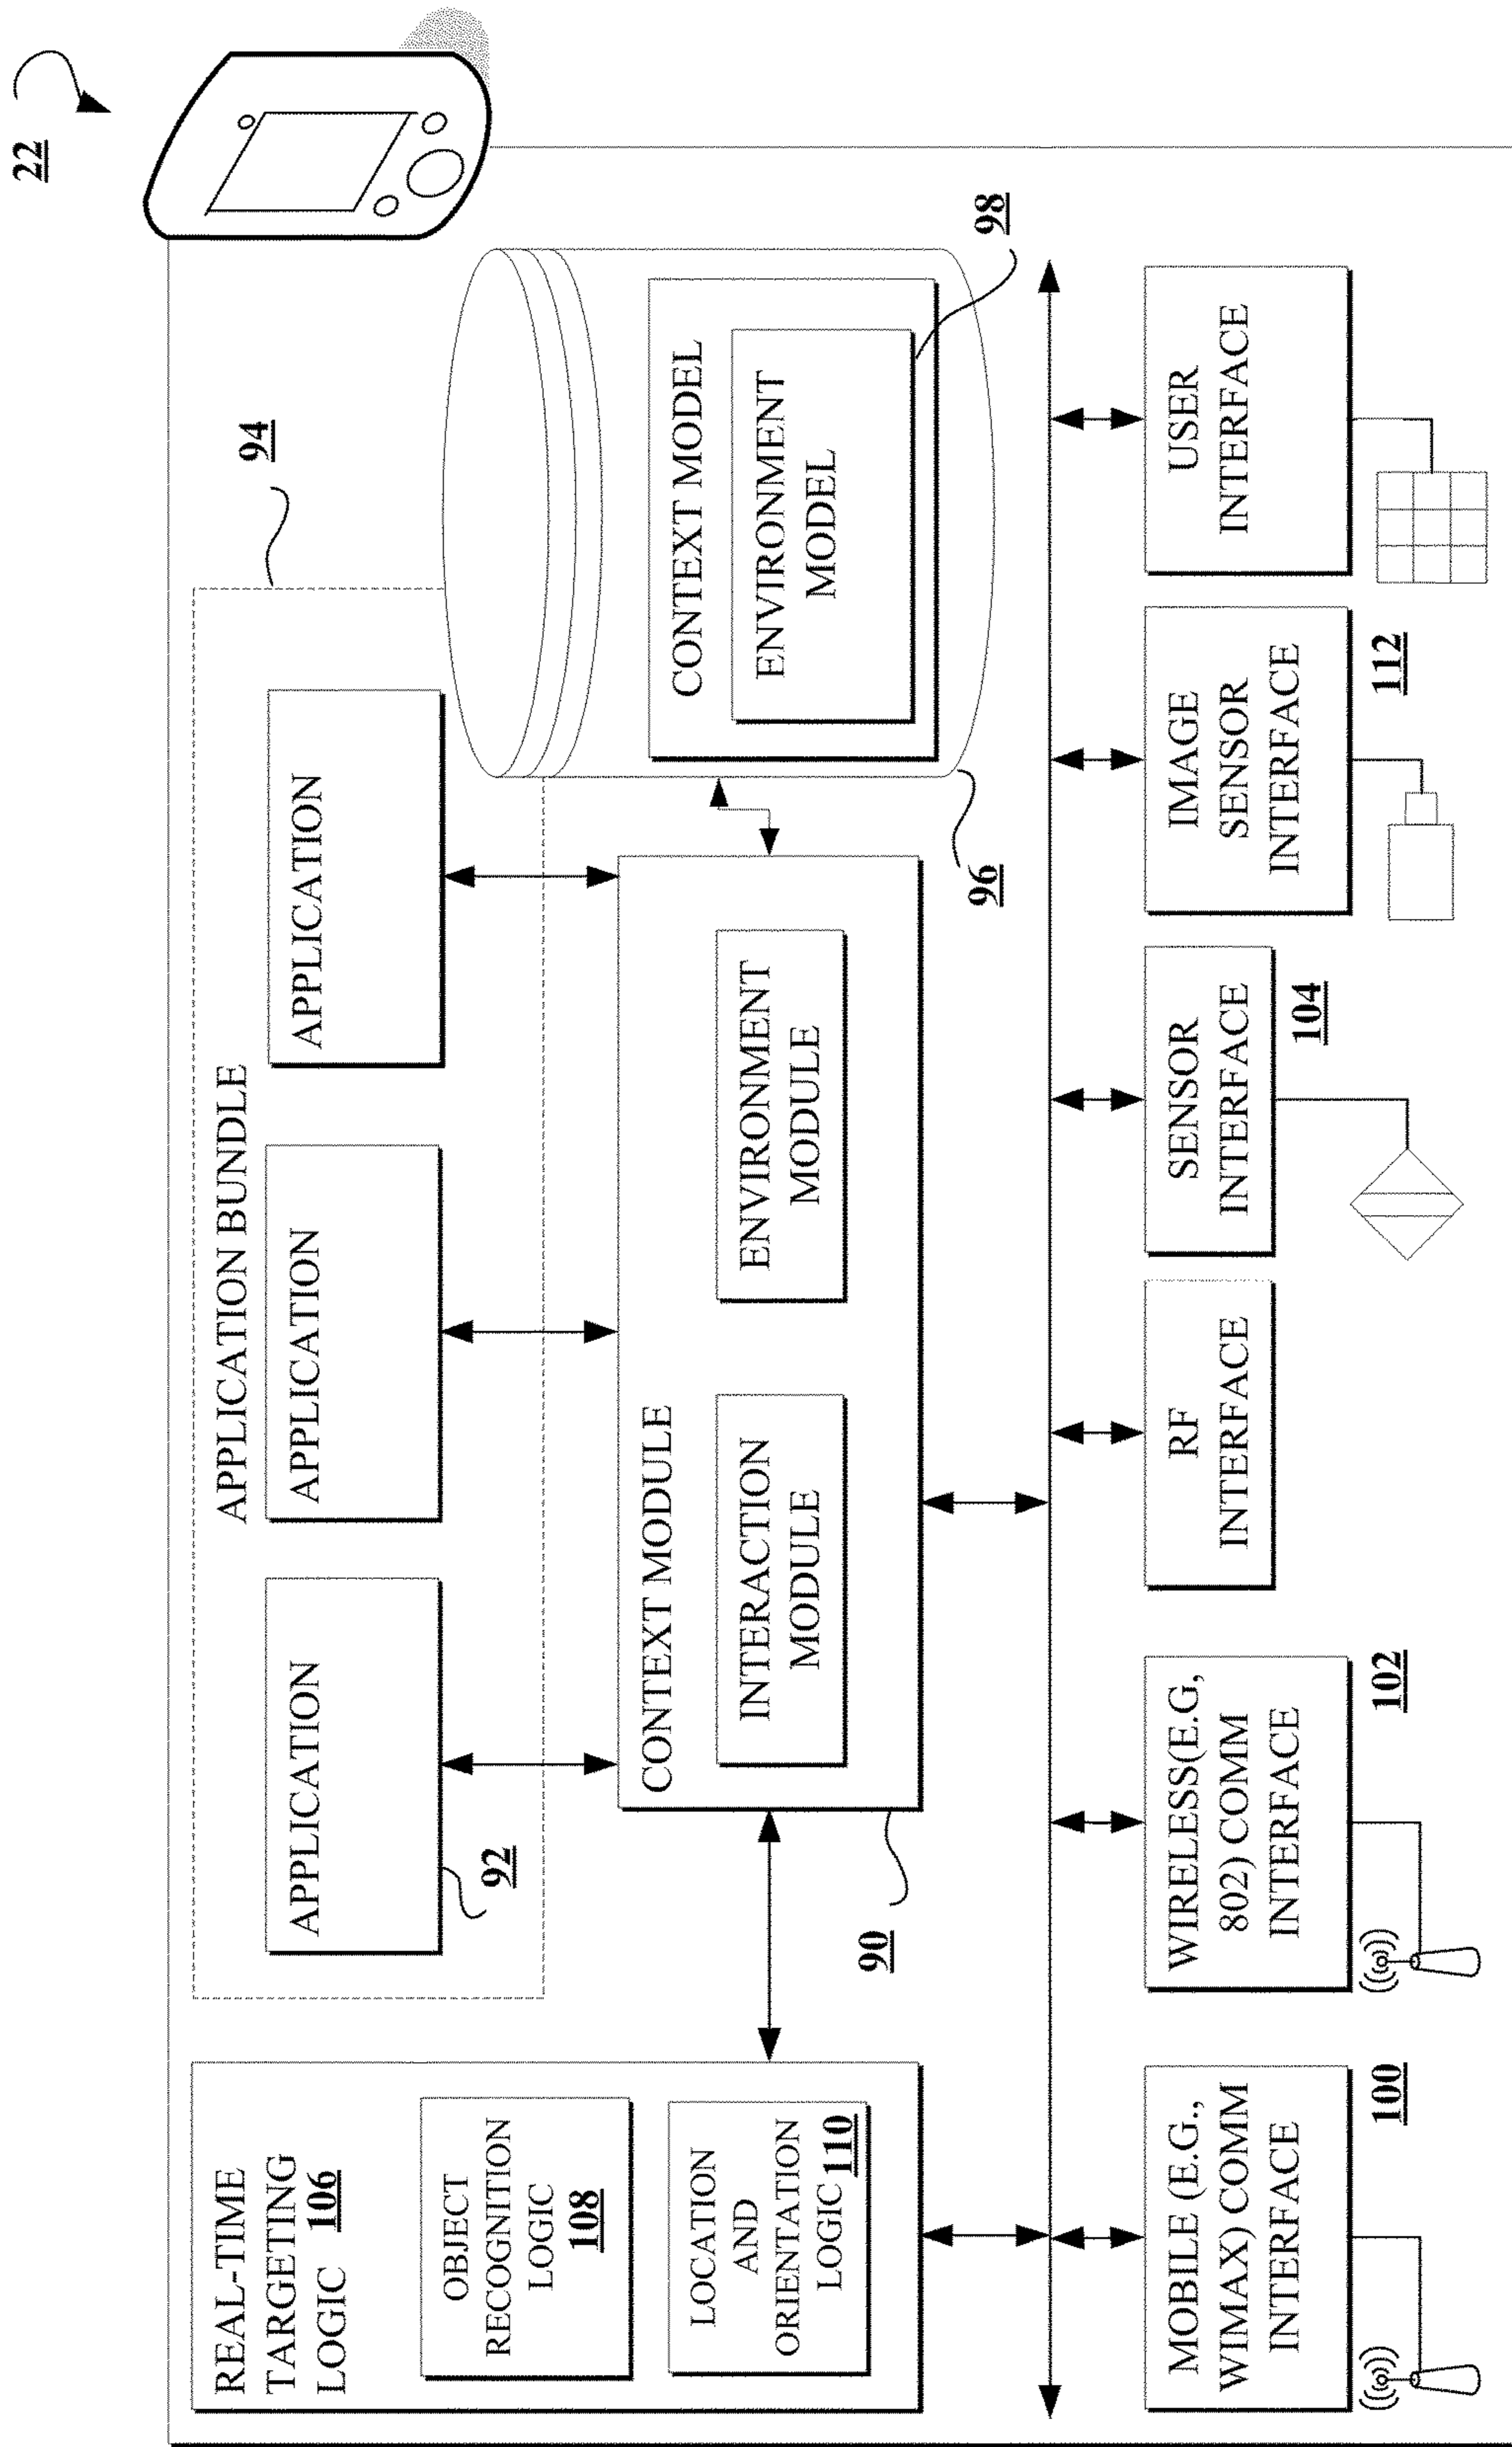 22
94
APPLICATION BUNDLE
APPLICATION
APPLICATION
APPLICATION
92
REAL-TIME
TARGETING
LOGIC 106
OBJECT
RECOGNITION
LOGIC
108
LOCATION
AND
ORIENTATION
LOGIC 110
CONTEXT MODULE
INTERACTION
MODULE
ENVIRONMENT
MODULE
90
CONTEXT MODEL
ENVIRONMENT
MODEL
96
98
MOBILE (E.G.,
WIMAX) COMM
INTERFACE
100
WIRELESS(E.G,
802) COMM
INTERFACE
102
RF
INTERFACE
SENSOR
INTERFACE
104
IMAGE
SENSOR
INTERFACE
112
USER
INTERFACE